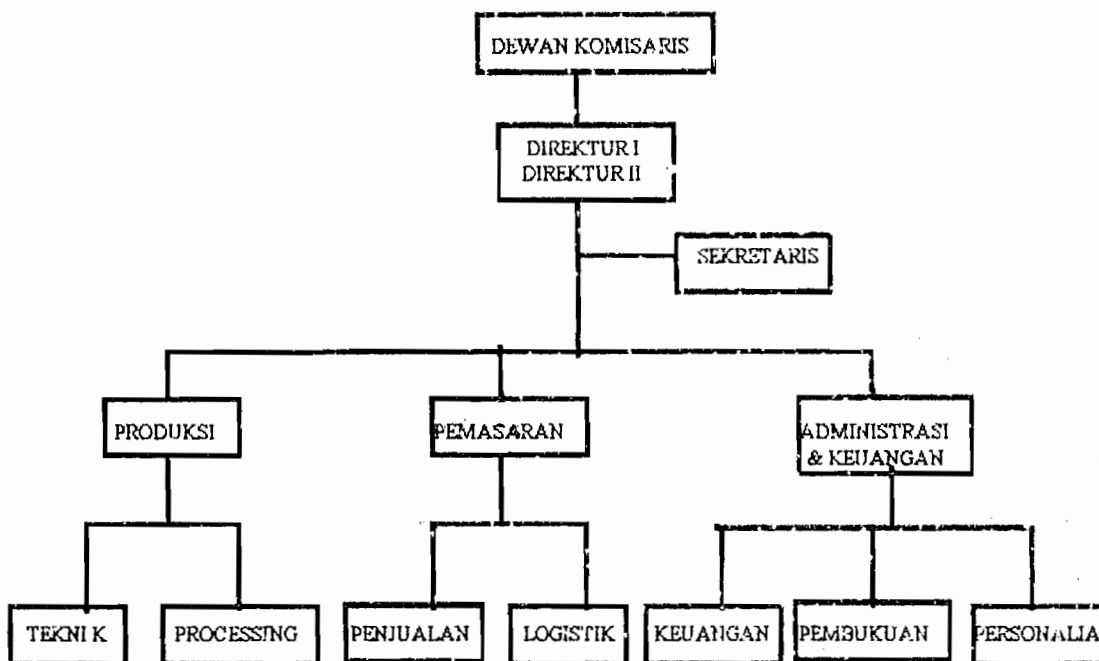 DEWAN KOMISARIS
DIREKTUR I
DIREKTUR II
SEKRETARIS
PRODUKSI
PEMASARAN
ADMINISTRASI
& KEUANGAN
TEKNIK
PROCESSING
PENJUALAN
LOGISTIK
KEUANGAN
PEMBUKUAN
PERSONALIA